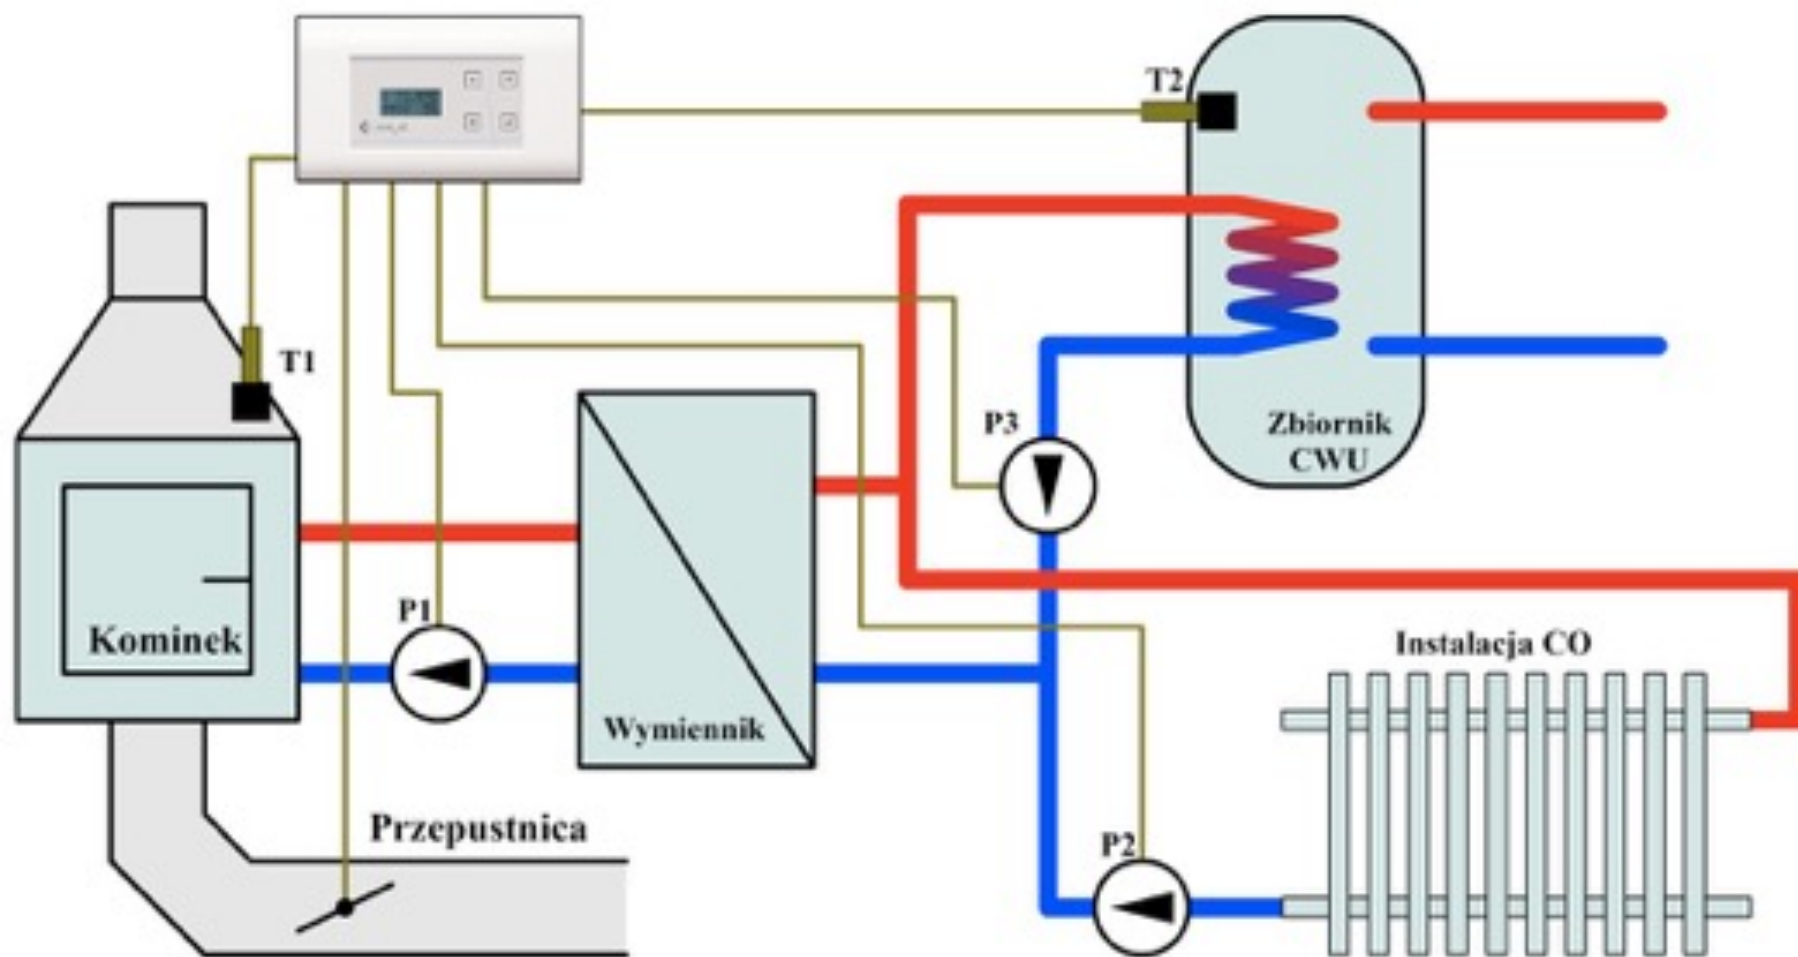 T2
T1
P3
Zbiornik
CWU
P1
Kominek
Instalacja CO
Wymiennik
Przepustnica
P2